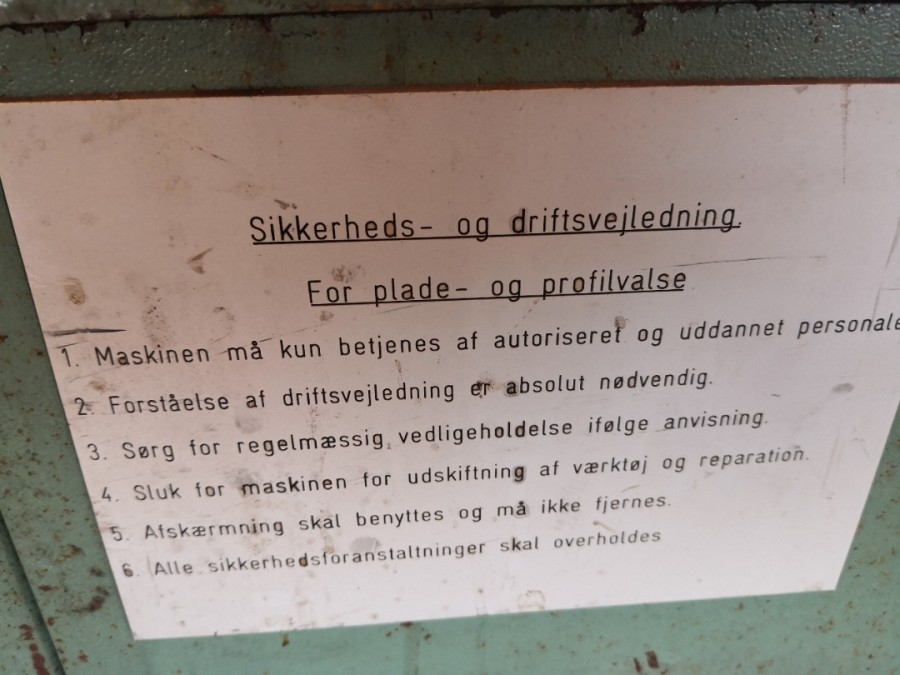 Sikkerheds- og driftsvejledning.
For plade- og profilvalse
1. Maskinen må kun betjenes af autoriseret og uddannet personale
2. Forståelse af driftsvejledning er absolut nødvendig.
3. Sørg for regelmæssig vedligeholdelse ifølge anvisning.
4. Sluk for maskinen for udskiftning af værktøj og reparation.
5. Afskærmning skal benyttes og må ikke fjernes.
6. Alle sikkerhedsforanstaltninger skal overholdes